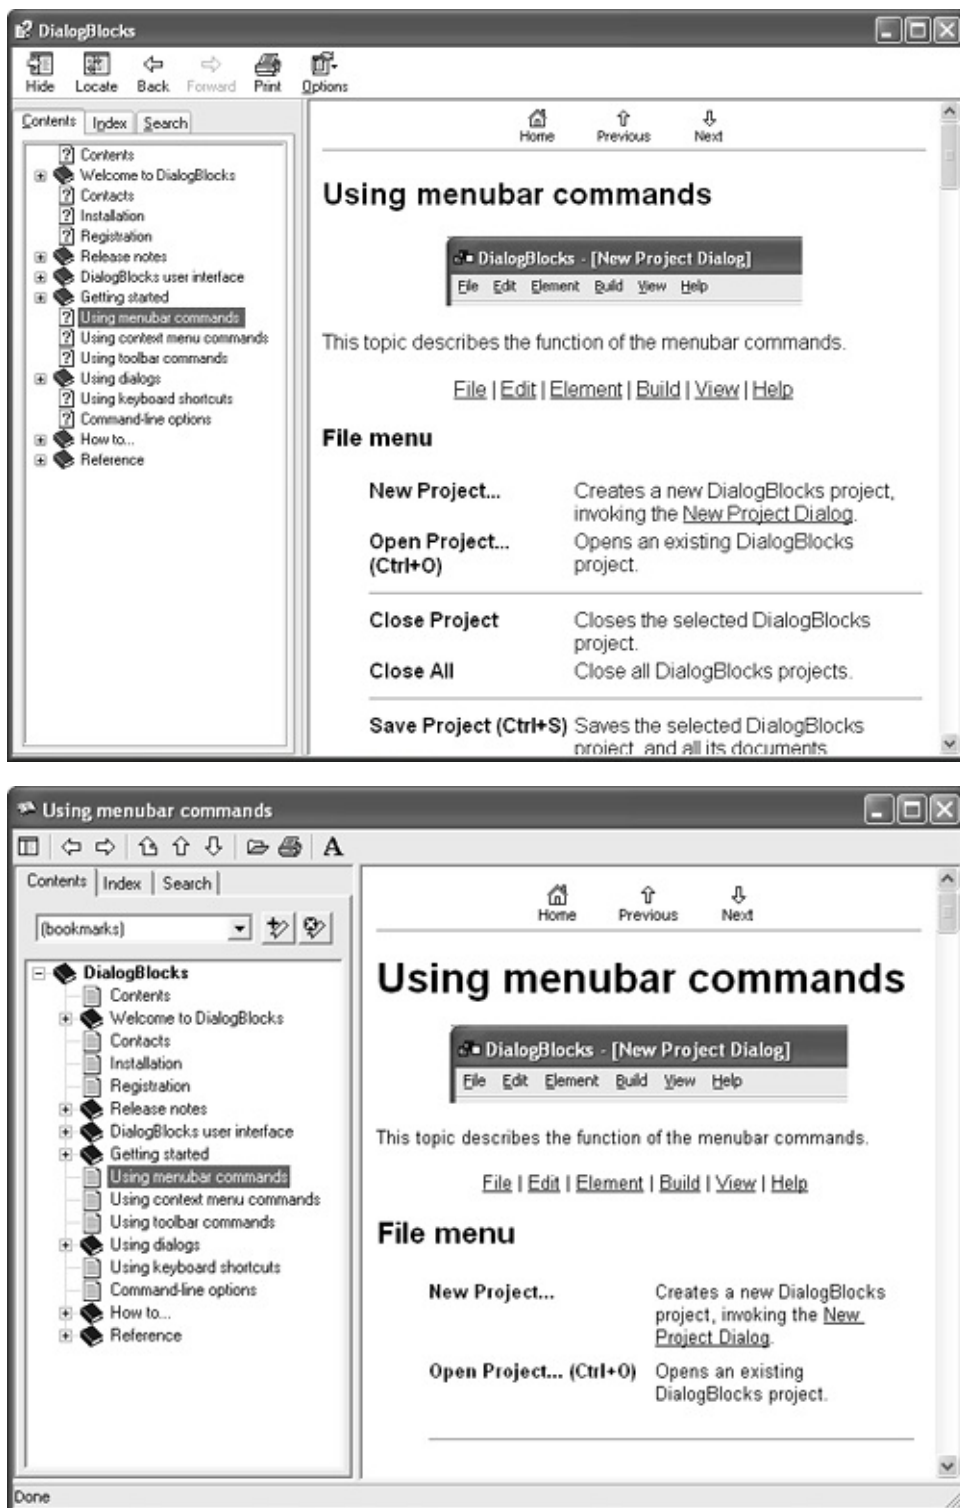 DialogBlocks
Hide Locate Back Forward Print Options
Contents Index Search
Contents
Welcome to DialogBlocks
Contacts
Installation
Registration
Release notes
DialogBlocks user interface
Getting started
Using menubar commands
Using context menu commands
Using toolbar commands
Using dialogs
Using keyboard shortcuts
Command-line options
How to...
Reference
Home Previous Next
Using menubar commands
DialogBlocks - [New Project Dialog]
File Edit Element Build View Help
This topic describes the function of the menubar commands.
File | Edit | Element | Build | View | Help
File menu
New Project... Creates a new DialogBlocks project,
invoking the New Project Dialog.
Open Project... Opens an existing DialogBlocks
(Ctrl+O) project.
Close Project Closes the selected DialogBlocks
project.
Close All Close all DialogBlocks projects.
Save Project (Ctrl+S) Saves the selected DialogBlocks
project, and all its documents
Using menubar commands
A
Contents Index Search
(bookmarks)
DialogBlocks
Contents
Welcome to DialogBlocks
Contacts
Installation
Registration
Release notes
DialogBlocks user interface
Getting started
Using menubar commands
Using context menu commands
Using toolbar commands
Using dialogs
Using keyboard shortcuts
Command-line options
How to...
Reference
Home Previous Next
Using menubar commands
DialogBlocks - [New Project Dialog]
File Edit Element Build View Help
This topic describes the function of the menubar commands.
File | Edit | Element | Build | View | Help
File menu
New Project... Creates a new DialogBlocks
project, invoking the New
Project Dialog.
Open Project... (Ctrl+O) Opens an existing
DialogBlocks project.
Done